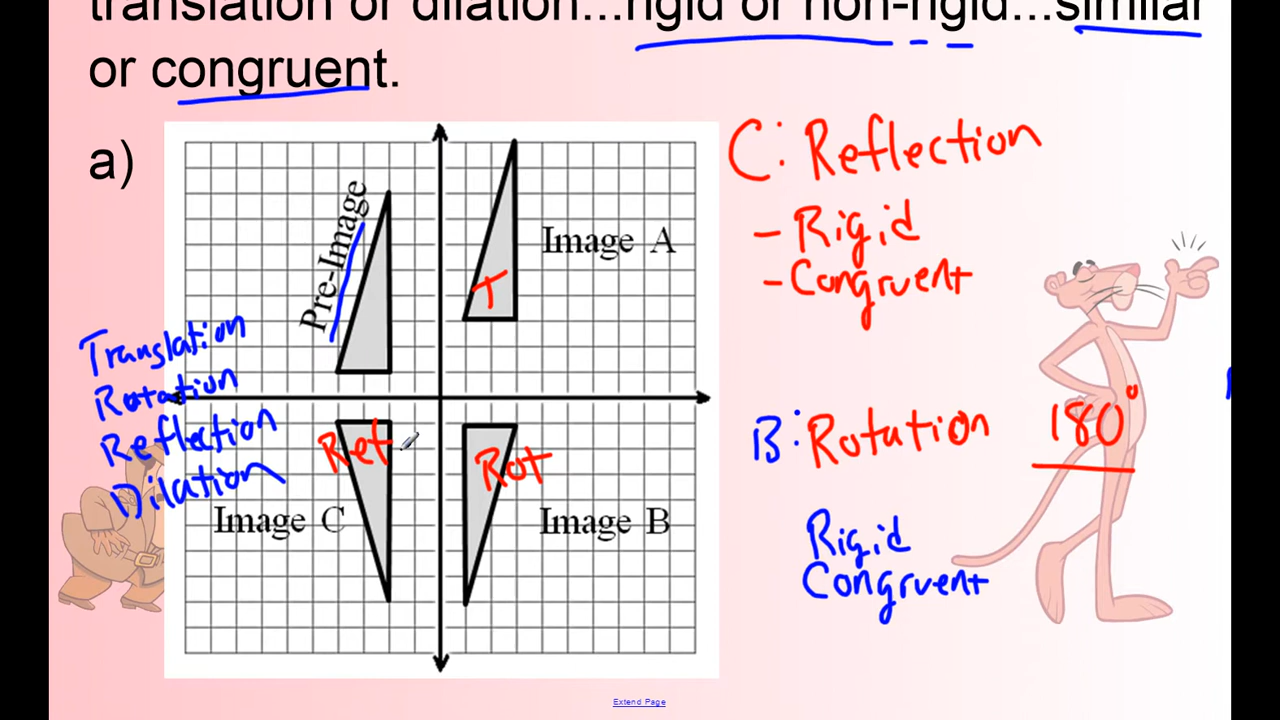 translation or dilation...rigid or non-rigid...similar
or congruent.
a)
Pre-Image
Image A
T
C: Reflection
- Rigid
- Congruent
Translation
Rotation
Reflection
Dilation
Ref
Rot
Image C
Image B
B: Rotation 180°
Rigid
Congruent
Extend Page